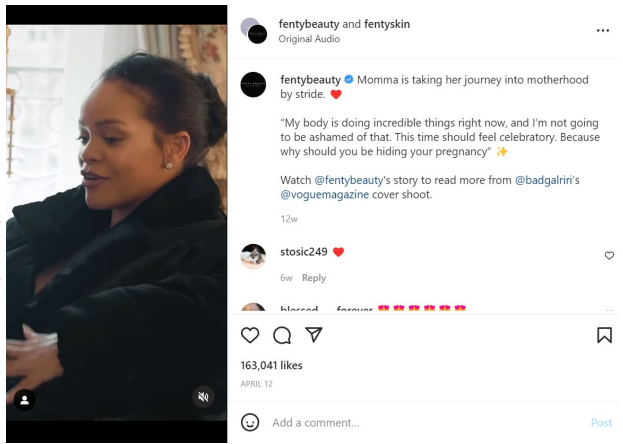 fentybeauty and fentyskin
Original Audio
fentybeauty Momma is taking her journey into motherhood
by stride. ❤️
“My body is doing incredible things right now, and I’m not going
to be ashamed of that. This time should feel celebratory. Because
why should you be hiding your pregnancy” ✨
Watch @fentybeauty's story to read more from @badgalriri's
@voguemagazine cover shoot.
12w
stosic249 ❤️
6w Reply
163,041 likes
APRIL 12
Add a comment...
Post